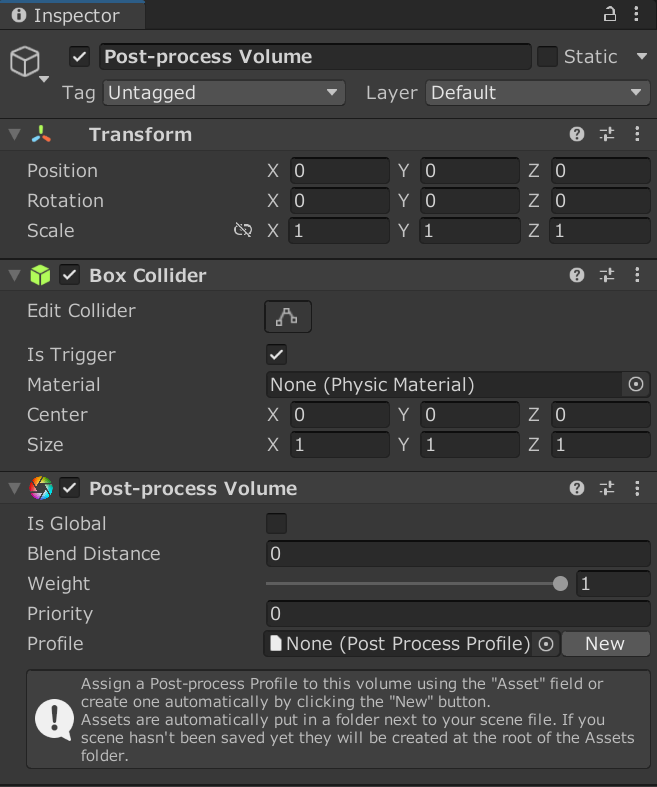 Inspector
Post-process Volume Static
Tag Untagged Layer Default
Transform
Position X 0 Y 0 Z 0
Rotation X 0 Y 0 Z 0
Scale X 1 Y 1 Z 1
Box Collider
Edit Collider
Is Trigger
Material None (Physic Material)
Center X 0 Y 0 Z 0
Size X 1 Y 1 Z 1
Post-process Volume
Is Global
Blend Distance 0
Weight 1
Priority 0
Profile None (Post Process Profile) New
Assign a Post-process Profile to this volume using the "Asset" field or
create one automatically by clicking the "New" button.
Assets are automatically put in a folder next to your scene file. If you
scene hasn't been saved yet they will be created at the root of the Assets
folder.